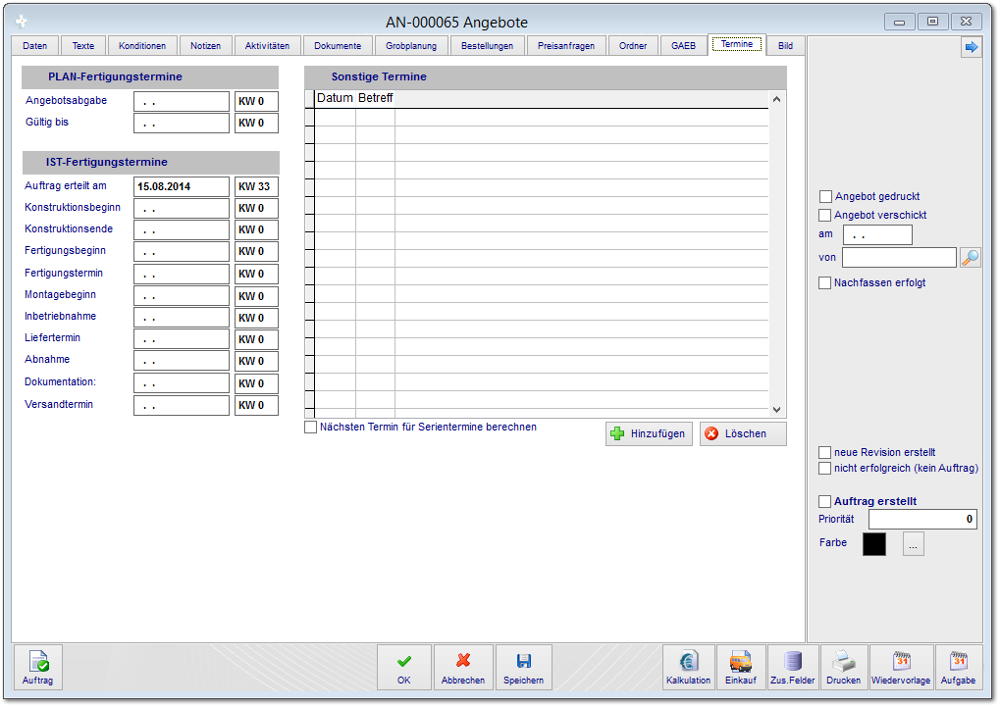 AN-000065 Angebote
Daten Texte Konditionen Notizen Aktivitäten Dokumente Grobplanung Bestellungen Preisanfragen Ordner GAEB Termine Bild
PLAN-Fertigungstermine
Angebotsabgabe . . KW 0
Gültig bis . . KW 0
IST-Fertigungstermine
Auftrag erteilt am 15.08.2014 KW 33
Konstruktionsbeginn . . KW 0
Konstruktionsende . . KW 0
Fertigungsbeginn . . KW 0
Fertigungstermin . . KW 0
Montagebeginn . . KW 0
Inbetriebnahme . . KW 0
Liefertermin . . KW 0
Abnahme . . KW 0
Dokumentation: . . KW 0
Versandtermin . . KW 0
Sonstige Termine
Datum Betreff
Nächsten Termin für Serientermine berechnen
Hinzufügen Löschen
Angebot gedruckt
Angebot verschickt
am . .
von
Nachfassen erfolgt
neue Revision erstellt
nicht erfolgreich (kein Auftrag)
Auftrag erstellt
Priorität 0
Farbe ...
Auftrag OK Abbrechen Speichern Kalkulation Einkauf Zus.Felder Drucken 31 Wiedervorlage 31 Aufgabe